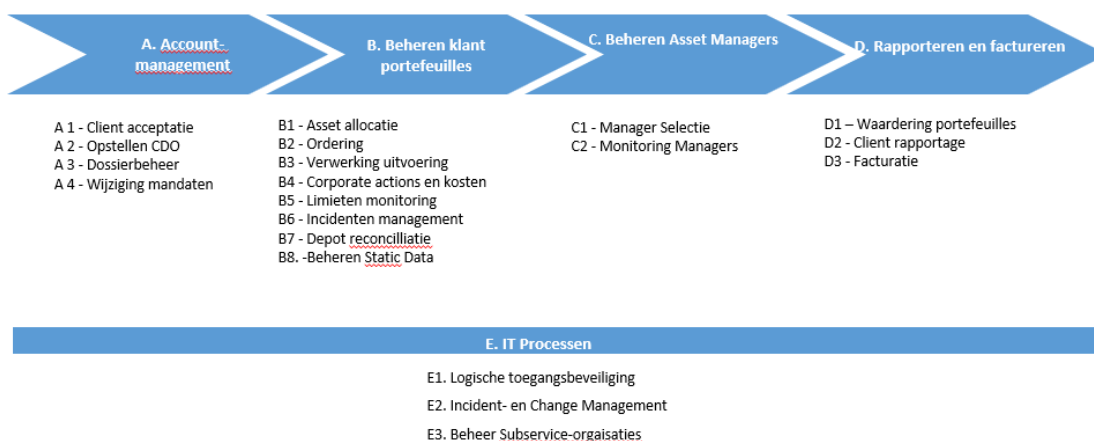 A. Account-
management
B. Beheren klant
portefeuilles
C. Beheren Asset Managers
D. Rapporteren en factureren
A 1 - Client acceptatie
A 2 - Opstellen CDO
A 3 - Dossierbeheer
A 4 - Wijziging mandaten
B1 - Asset allocatie
B2 - Ordering
B3 - Verwerking uitvoering
B4 - Corporate actions en kosten
B5 - Limieten monitoring
B6 - Incidenten management
B7 - Depot reconcilliatie
B8. -Beheren Static Data
C1 - Manager Selectie
C2 - Monitoring Managers
D1 – Waardering portefeuilles
D2 - Client rapportage
D3 - Facturatie
E. IT Processen
E1. Logische toegangsbeveiliging
E2. Incident- en Change Management
E3. Beheer Subservice-orgaisaties